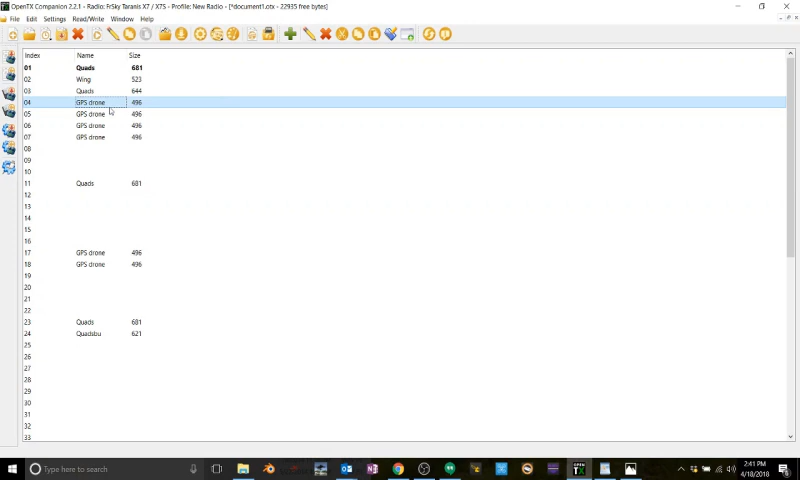 OpenTX Companion 2.2.1 - Radio: FrSky Taranis X7 / X7S - Profile: New Radio - [*document1.otx - 22935 free bytes]
File Edit Settings Read/Write Window Help
Index Name Size
01 Quads 681
02 Wing 523
03 Quads 644
04 GPS drone 496
05 GPS drone 496
06 GPS drone 496
07 GPS drone 496
08
09
10
11 Quads 681
12
13
14
15
16
17 GPS drone 496
18 GPS drone 496
19
20
21
22
23 Quads 681
24 Quadsbu 621
25
26
27
28
29
30
31
32
33
Type here to search
OPEN TX
2:41 PM
4/18/2018